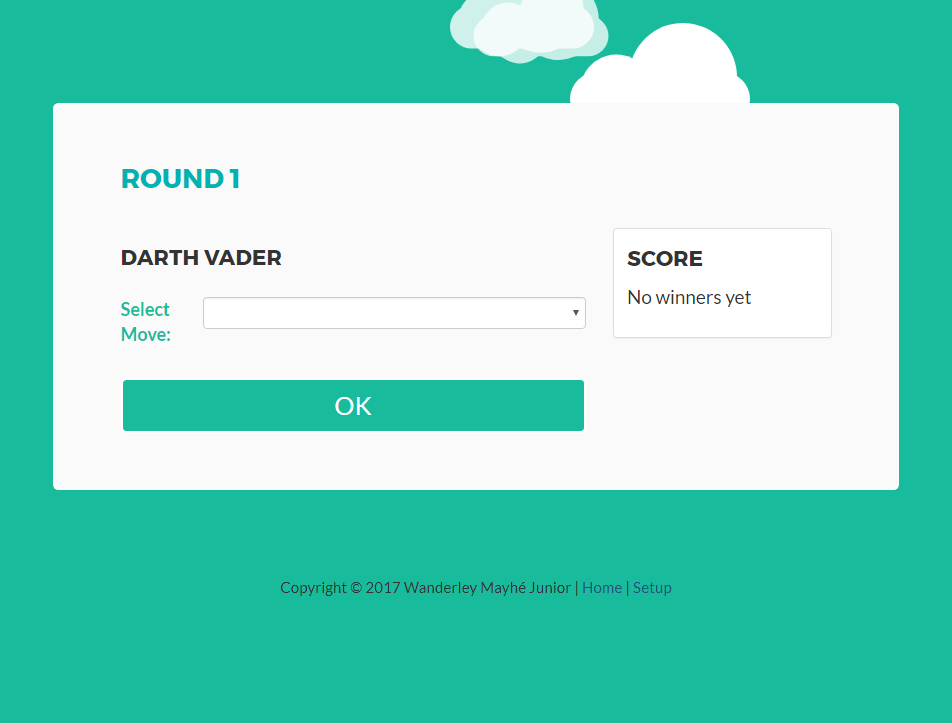 ROUND 1
DARTH VADER
Select
Move:
OK
SCORE
No winners yet
Copyright © 2017 Wanderley Mayhé Junior | Home | Setup